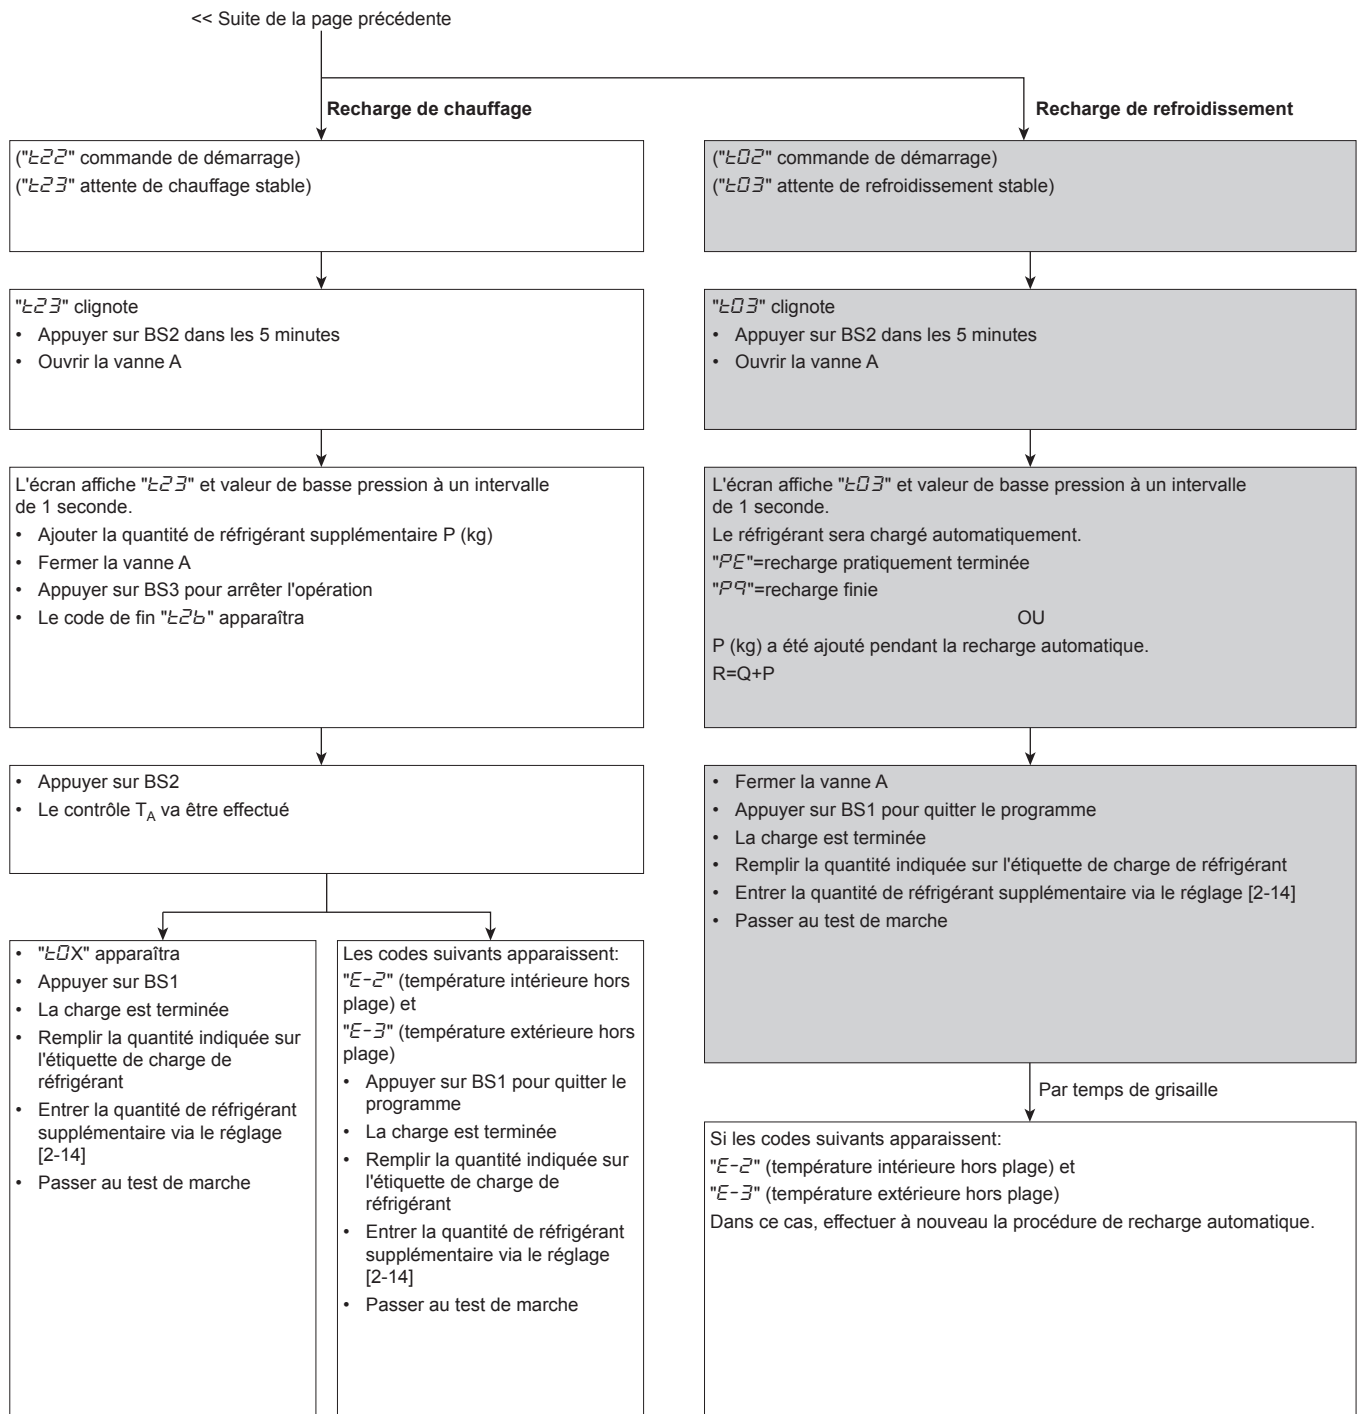 << Suite de la page précédente
Recharge de chauffage
("t22" commande de démarrage)
("t23" attente de chauffage stable)
"t23" clignote
• Appuyer sur BS2 dans les 5 minutes
• Ouvrir la vanne A
L'écran affiche "t23" et valeur de basse pression à un intervalle
de 1 seconde.
• Ajouter la quantité de réfrigérant supplémentaire P (kg)
• Fermer la vanne A
• Appuyer sur BS3 pour arrêter l'opération
• Le code de fin "t26" apparaîtra
• Appuyer sur BS2
• Le contrôle TA va être effectué
• "t0X" apparaîtra
• Appuyer sur BS1
• La charge est terminée
• Remplir la quantité indiquée sur
l'étiquette de charge de
réfrigérant
• Entrer la quantité de réfrigérant
supplémentaire via le réglage
[2-14]
• Passer au test de marche
Les codes suivants apparaissent:
"E-2" (température intérieure hors
plage) et
"E-3" (température extérieure hors
plage)
• Appuyer sur BS1 pour quitter le
programme
• La charge est terminée
• Remplir la quantité indiquée sur
l'étiquette de charge de
réfrigérant
• Entrer la quantité de réfrigérant
supplémentaire via le réglage
[2-14]
• Passer au test de marche
Recharge de refroidissement
("t02" commande de démarrage)
("t03" attente de refroidissement stable)
"t03" clignote
• Appuyer sur BS2 dans les 5 minutes
• Ouvrir la vanne A
L'écran affiche "t03" et valeur de basse pression à un intervalle
de 1 seconde.
Le réfrigérant sera chargé automatiquement.
"PE"=recharge pratiquement terminée
"P9"=recharge finie
OU
P (kg) a été ajouté pendant la recharge automatique.
R=Q+P
• Fermer la vanne A
• Appuyer sur BS1 pour quitter le programme
• La charge est terminée
• Remplir la quantité indiquée sur l'étiquette de charge de réfrigérant
• Entrer la quantité de réfrigérant supplémentaire via le réglage [2-14]
• Passer au test de marche
Par temps de grisaille
Si les codes suivants apparaissent:
"E-2" (température intérieure hors plage) et
"E-3" (température extérieure hors plage)
Dans ce cas, effectuer à nouveau la procédure de recharge automatique.